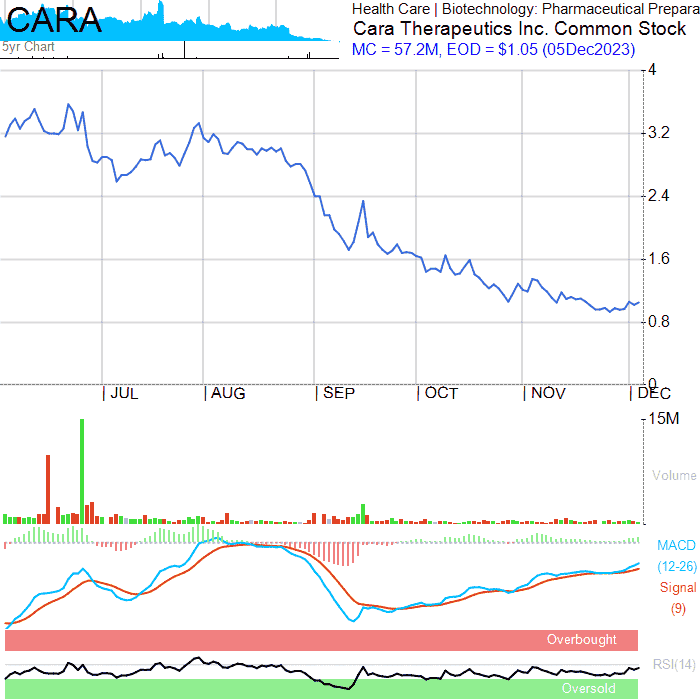 CARA
Health Care | Biotechnology: Pharmaceutical Prepara
Cara Therapeutics Inc. Common Stock
5yr Chart
MC = 57.2M, EOD = $1.05 (05Dec2023)
4
3.2
2.4
1.6
0.8
0
| JUL | AUG | SEP | OCT | NOV | DEC
15M
Volume
MACD
(12-26)
Signal
(9)
Overbought
RSI(14)
Oversold